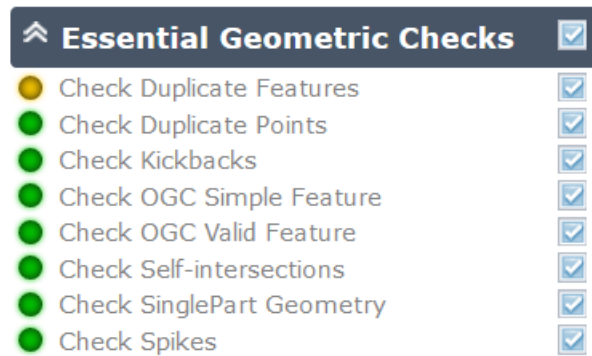 Essential Geometric Checks
Check Duplicate Features
Check Duplicate Points
Check Kickbacks
Check OGC Simple Feature
Check OGC Valid Feature
Check Self-intersections
Check SinglePart Geometry
Check Spikes